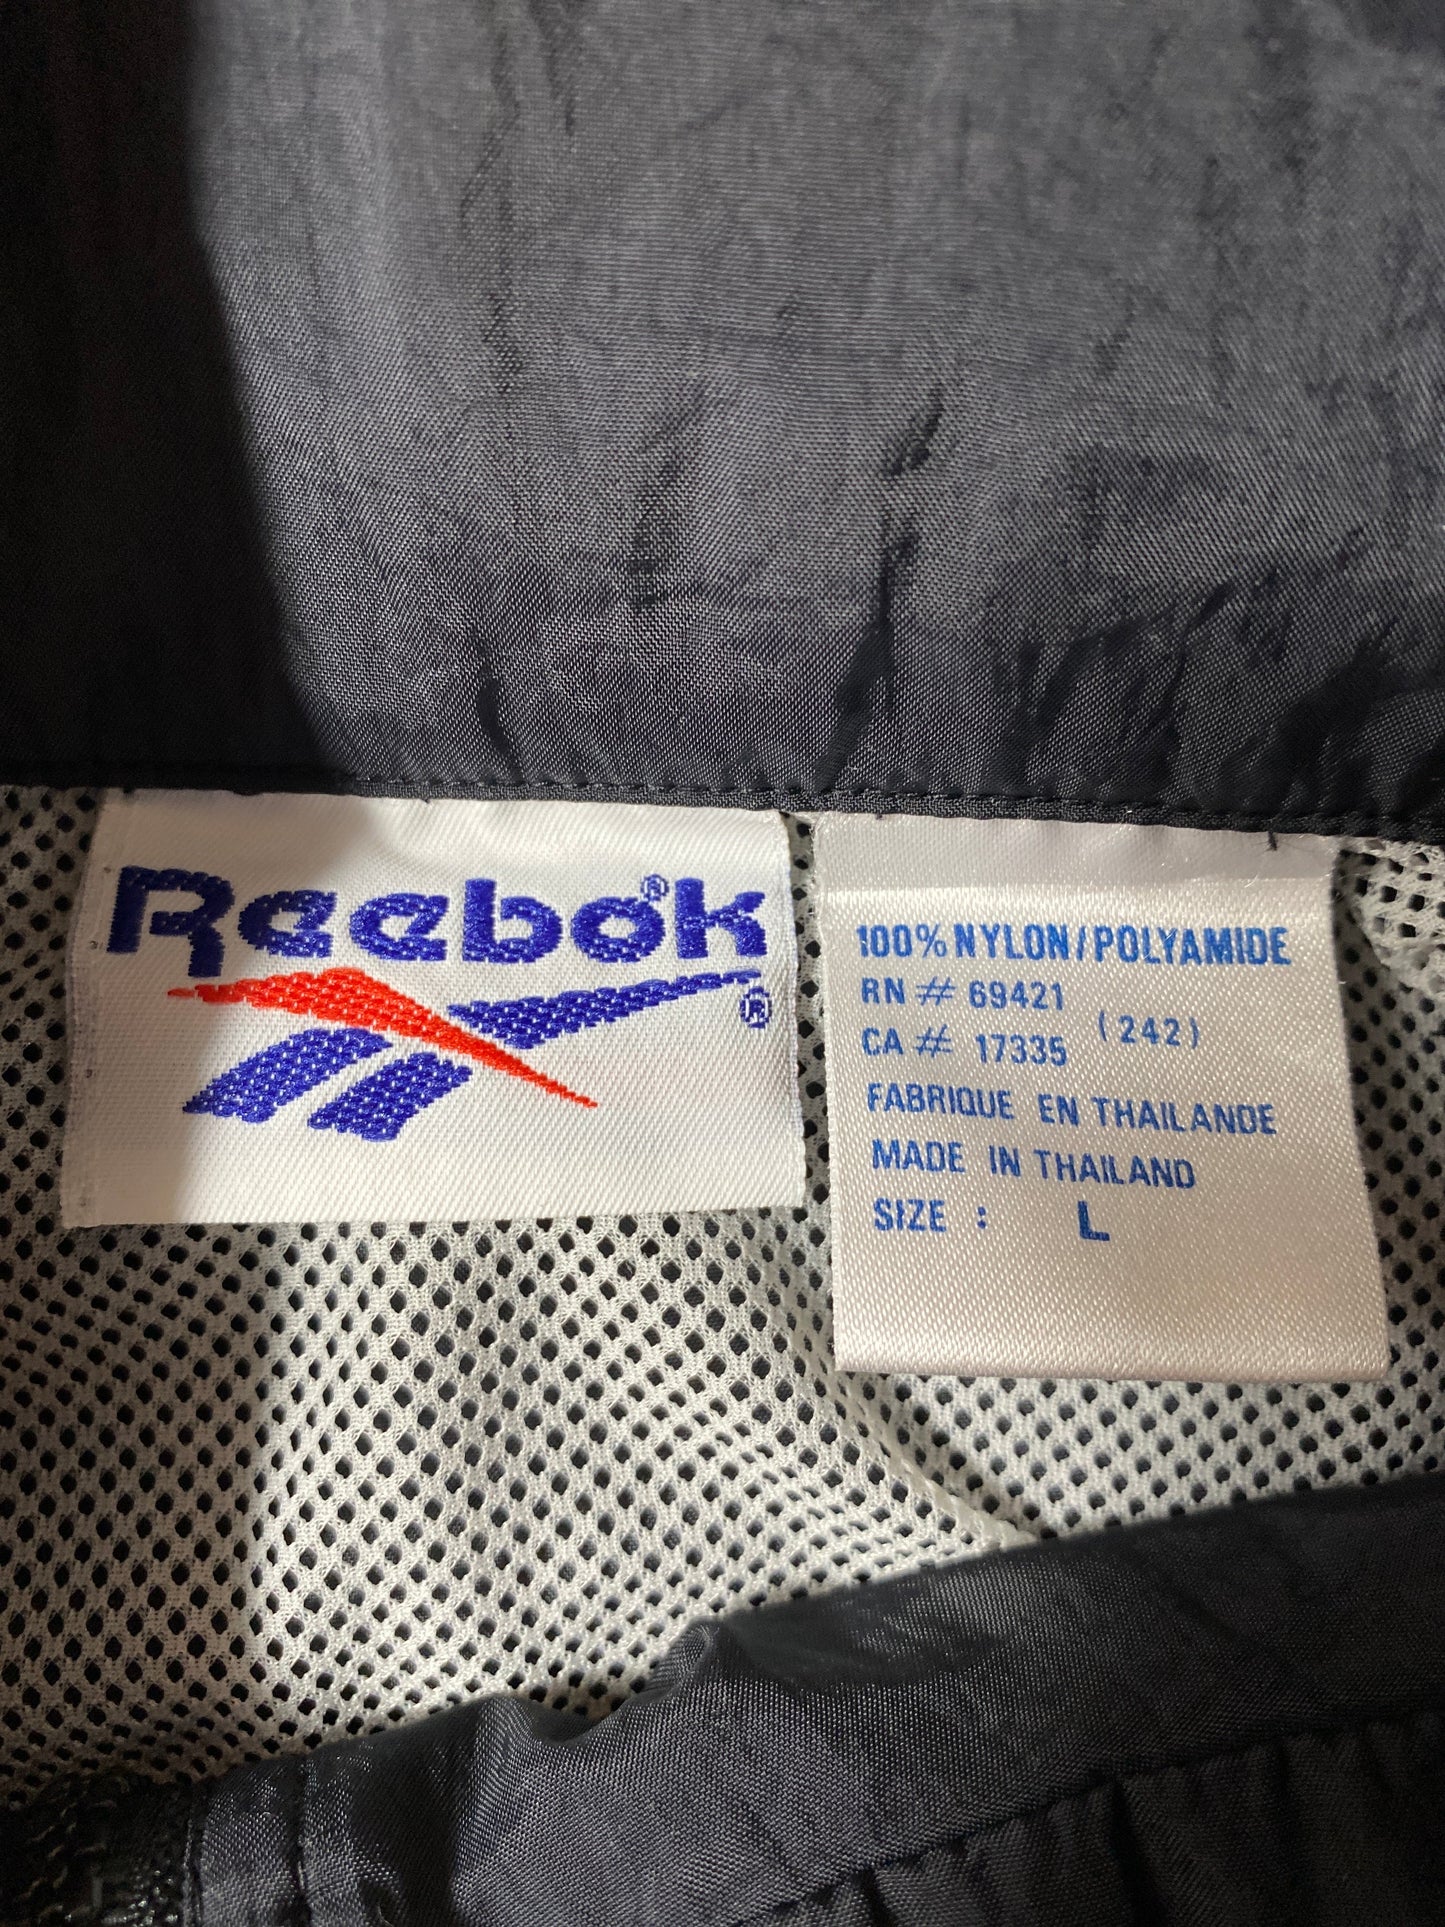 Reebok®
®
100% NYLON/POLYAMIDE
RN # 69421
(242)
CA # 17335
FABRIQUE EN THAILANDE
MADE IN THAILAND
SIZE : L